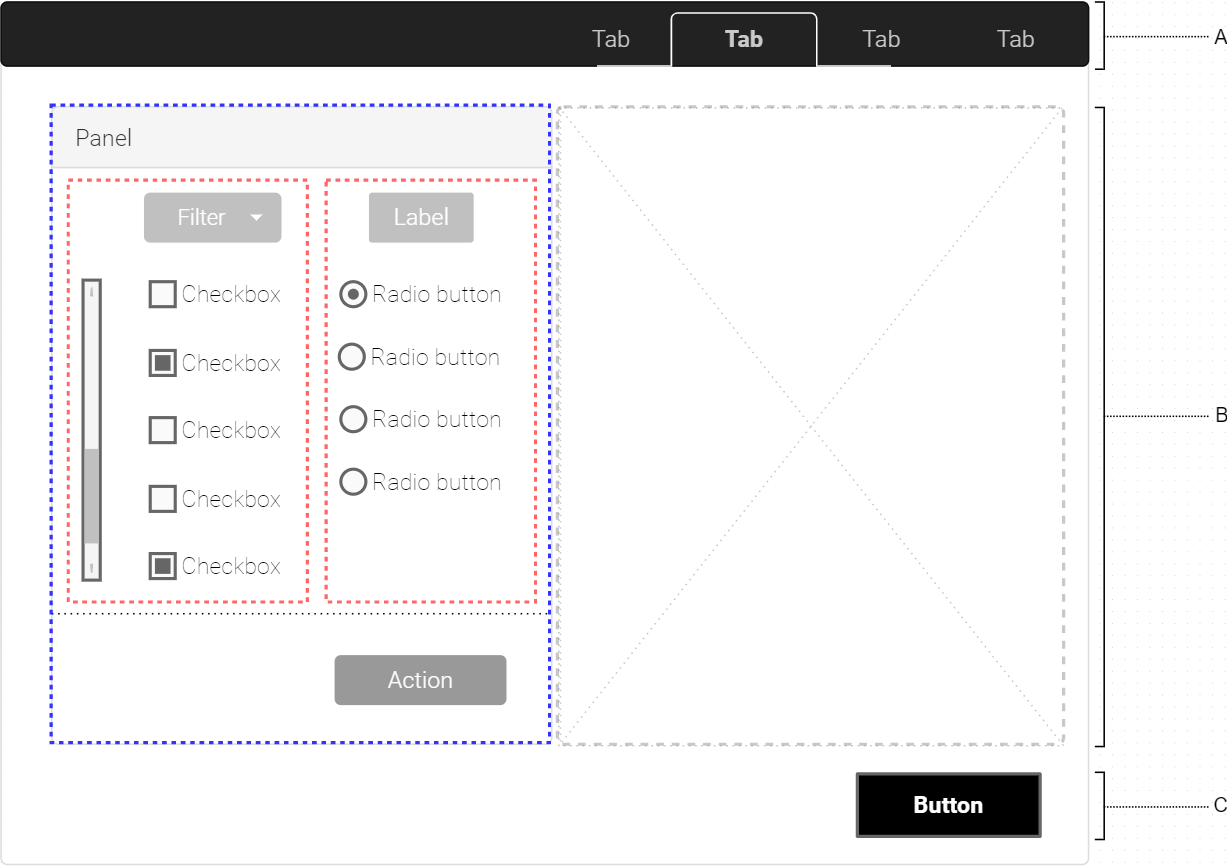 Tab Tab Tab Tab
A
Panel
Filter
Label
Checkbox
Checkbox
Checkbox
Checkbox
Checkbox
Radio button
Radio button
Radio button
Radio button
B
Action
Button
C